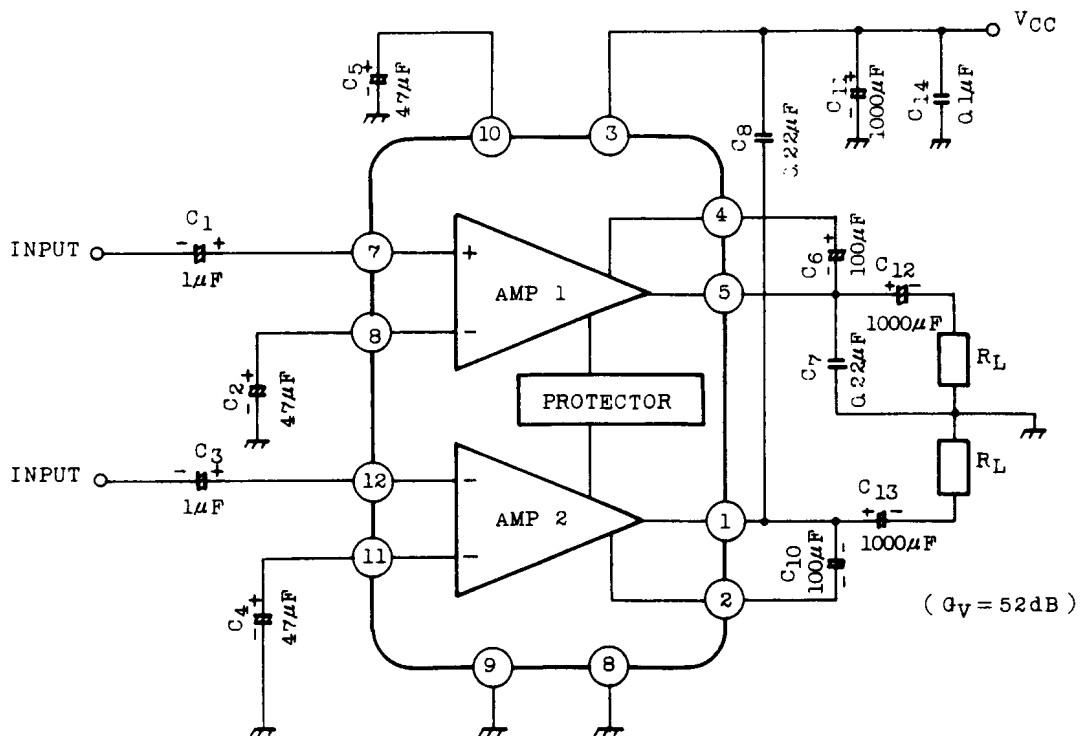 VCC
C5
+
-
47µF
10
3
C8
0.22µF
C11
+
-
1000µF
C14
0.1µF
INPUT
C1
-
+
1µF
7
+
AMP 1
4
5
C6
+
-
100µF
C12
+
-
1000µF
8
-
C2
+
-
47µF
C7
0.22µF
RL
PROTECTOR
INPUT
C3
-
+
1µF
12
-
AMP 2
1
RL
C13
+
-
1000µF
11
-
C10
100µF
-
-
2
C4
+
-
47µF
9
8
(GV=52dB)